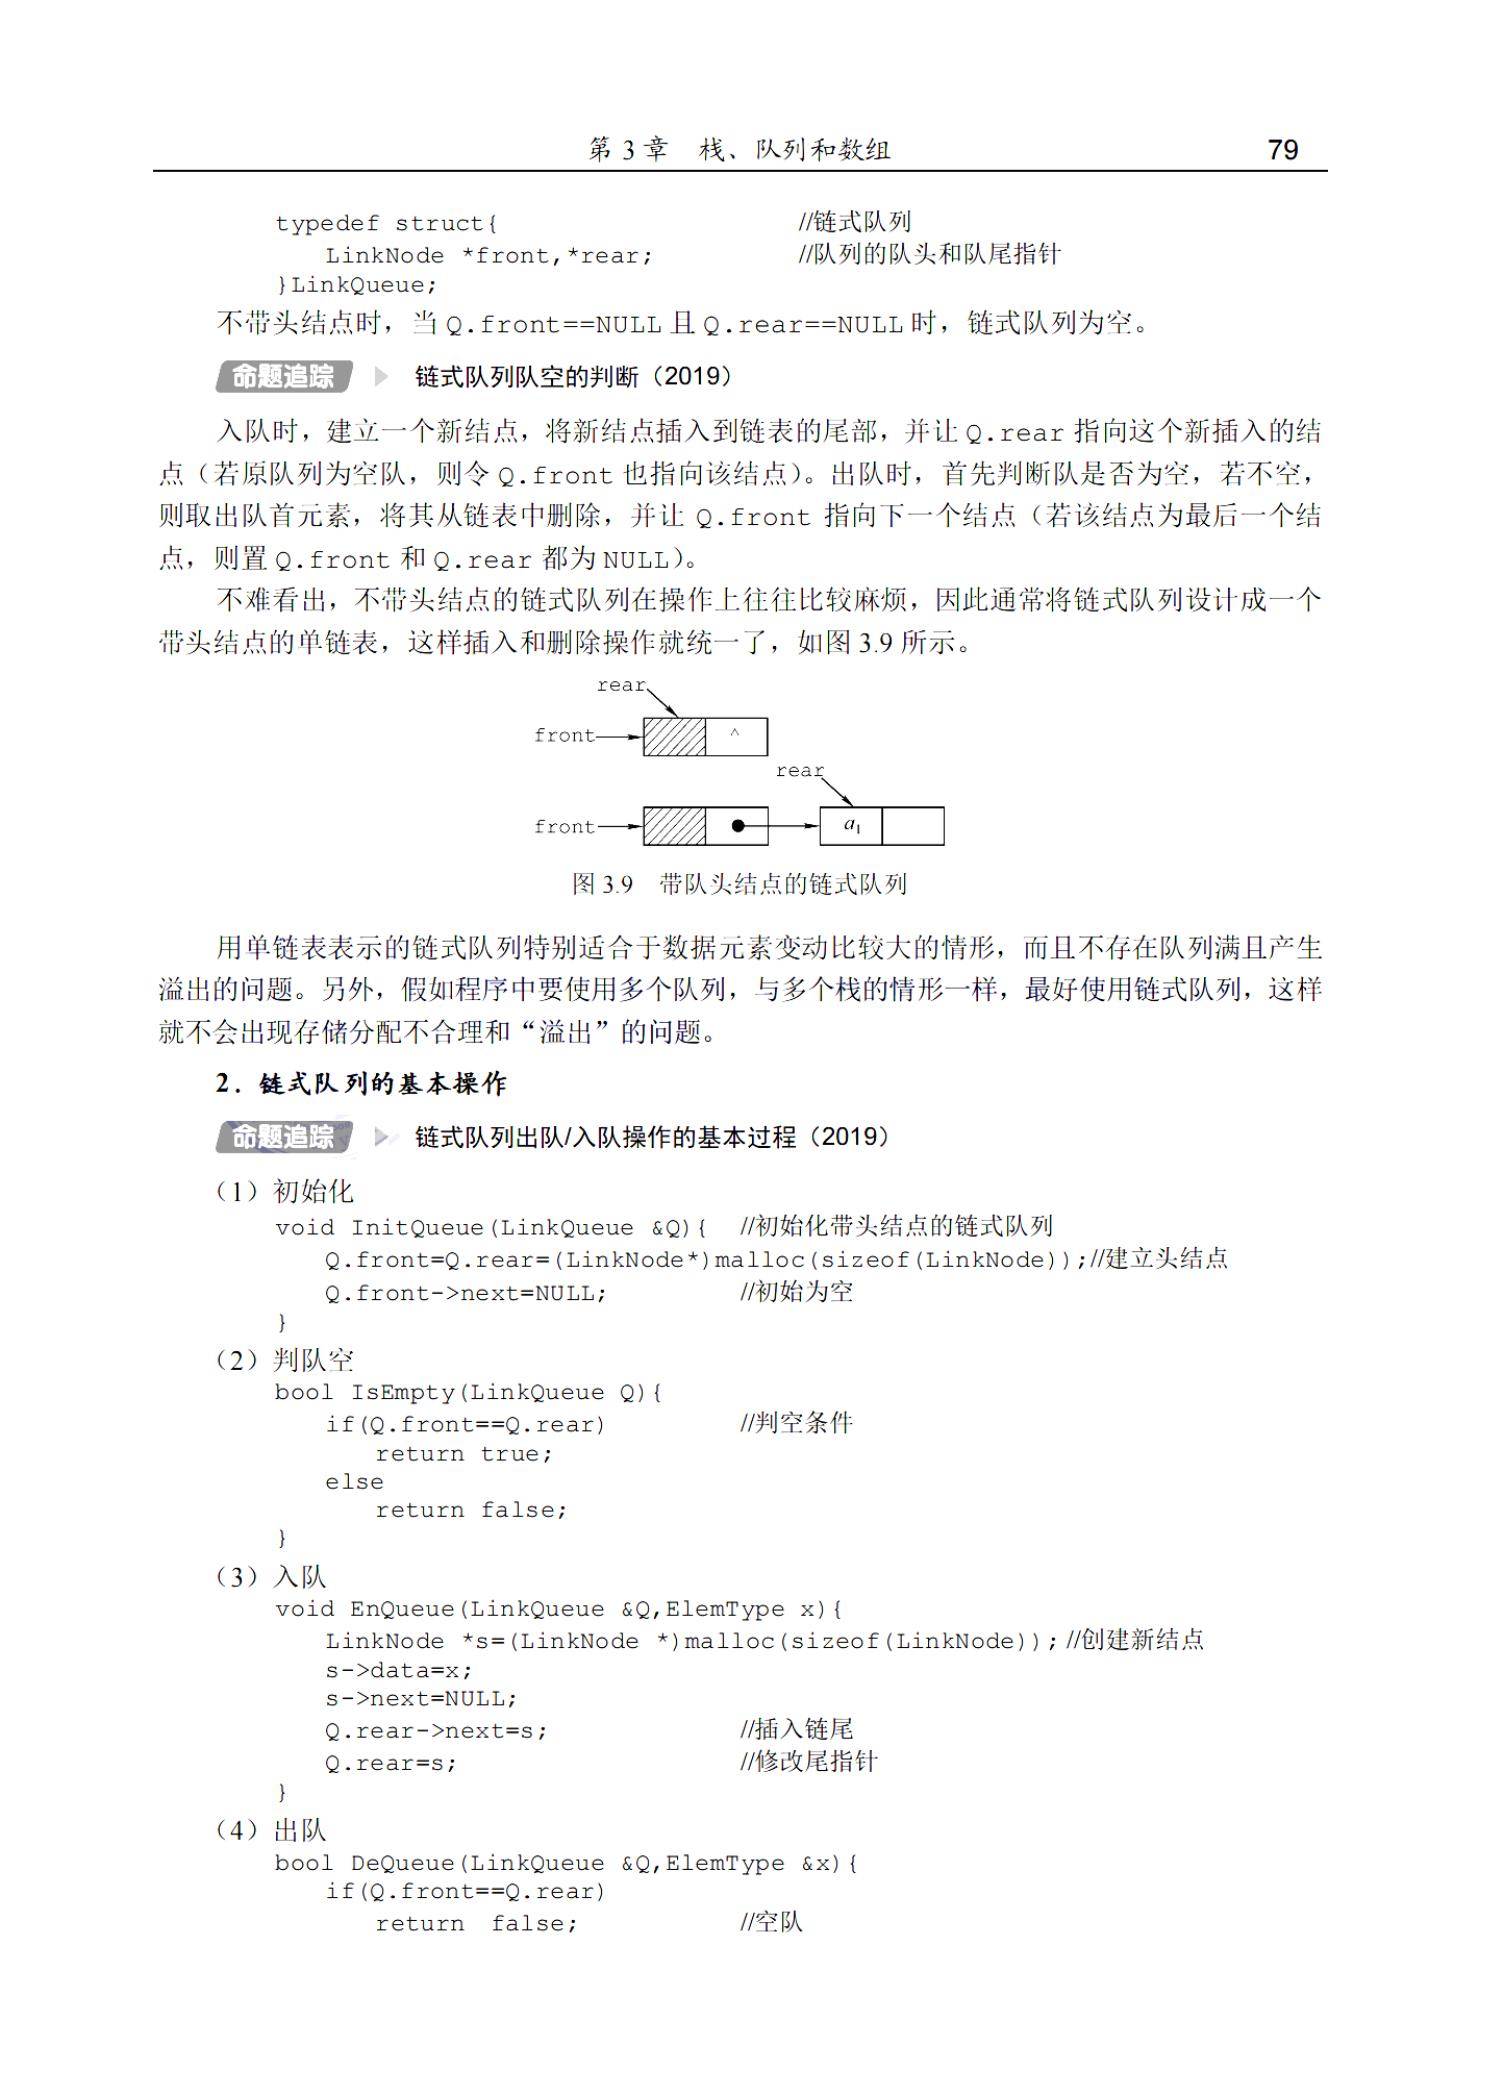 第 3 章 栈、队列和数组 79
typedef struct{ //链式队列
LinkNode *front,*rear; //队列的队头和队尾指针
}LinkQueue;
不带头结点时，当 Q.front==NULL 且 Q.rear==NULL 时，链式队列为空。
命题追踪 链式队列队空的判断（2019）
入队时，建立一个新结点，将新结点插入到链表的尾部，并让 Q.rear 指向这个新插入的结
点（若原队列为空队，则令 Q.front 也指向该结点）。出队时，首先判断队是否为空，若不空，
则取出队首元素，将其从链表中删除，并让 Q.front 指向下一个结点（若该结点为最后一个结
点，则置 Q.front 和 Q.rear 都为 NULL）。
不难看出，不带头结点的链式队列在操作上往往比较麻烦，因此通常将链式队列设计成一个
带头结点的单链表，这样插入和删除操作就统一了，如图 3.9 所示。
rear
front ^
rear
front a1
图 3.9 带队头结点的链式队列
用单链表表示的链式队列特别适合于数据元素变动比较大的情形，而且不存在队列满且产生
溢出的问题。另外，假如程序中要使用多个队列，与多个栈的情形一样，最好使用链式队列，这样
就不会出现存储分配不合理和“溢出”的问题。
2．链式队列的基本操作
命题追踪 链式队列出队/入队操作的基本过程（2019）
（1）初始化
void InitQueue(LinkQueue &Q){ //初始化带头结点的链式队列
Q.front=Q.rear=(LinkNode*)malloc(sizeof(LinkNode));//建立头结点
Q.front->next=NULL; //初始为空
}
（2）判队空
bool IsEmpty(LinkQueue Q){
if(Q.front==Q.rear) //判空条件
return true;
else
return false;
}
（3）入队
void EnQueue(LinkQueue &Q,ElemType x){
LinkNode *s=(LinkNode *)malloc(sizeof(LinkNode));//创建新结点
s->data=x;
s->next=NULL;
Q.rear->next=s; //插入链尾
Q.rear=s; //修改尾指针
}
（4）出队
bool DeQueue(LinkQueue &Q,ElemType &x){
if(Q.front==Q.rear)
return false; //空队